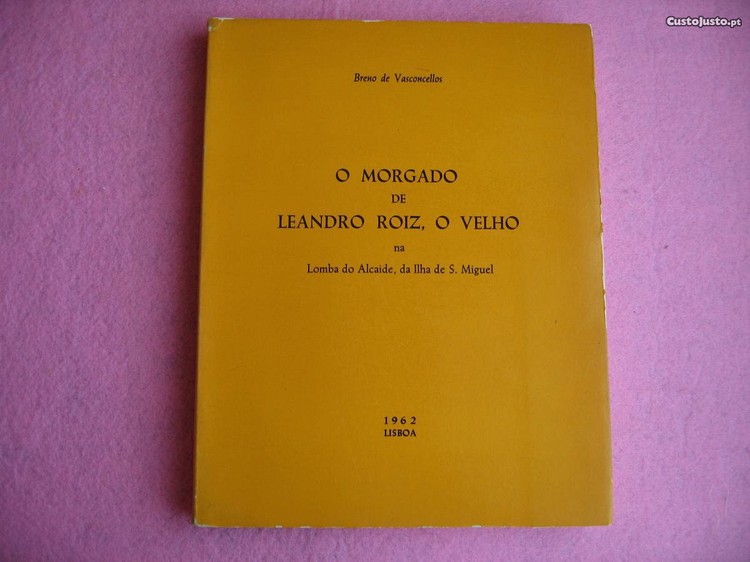 CustoJusto.pt
Breno de Vasconcellos
O MORGADO
DE
LEANDRO ROIZ, O VELHO
na
Lomba do Alcaide, da Ilha de S. Miguel
1962
LISBOA